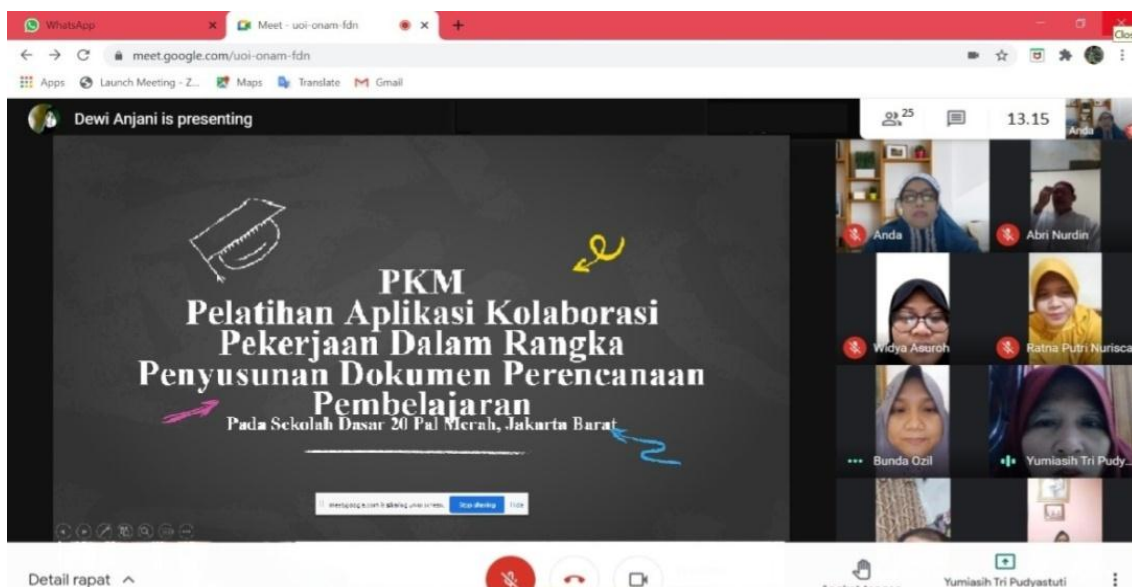 WhatsApp
Meet - uoi-onam-fdn
Clos
meet.google.com/uoi-onam-fdn
Apps
Launch Meeting - Z...
Maps
Translate
Gmail
Dewi Anjani is presenting
25
13.15
Anda
PKM
Pelatihan Aplikasi Kolaborasi
Pekerjaan Dalam Rangka
Penyusunan Dokumen Perencanaan
Pembelajaran
Pada Sekolah Dasar 20 Pal Merah, Jakarta Barat
Stop sharing
Hide
Anda
Abri Nurdin
Widya Asuroh
Ratna Putri Nurisca
Bunda Ozil
Yumiasih Tri Pudy...
Detail rapat
Yumiasih Tri Pudyastuti